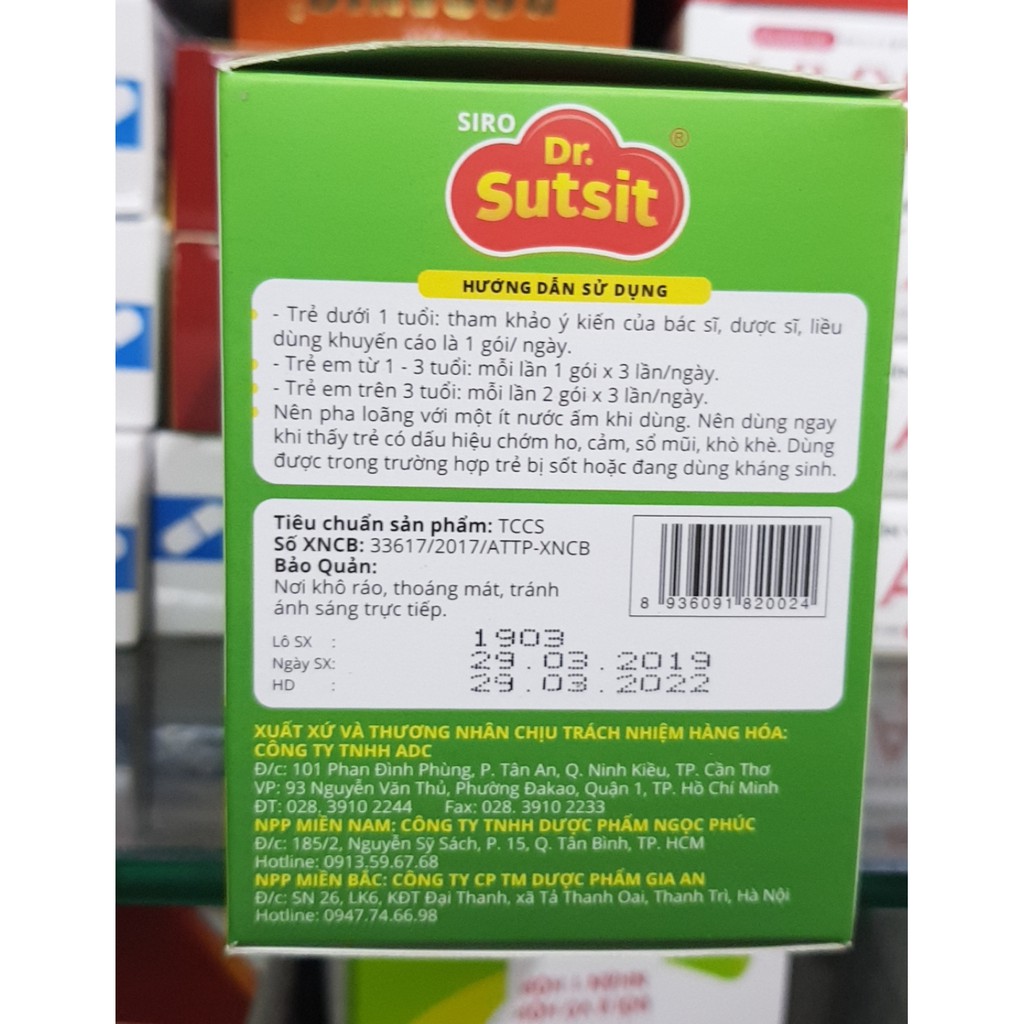 SIRO
Dr.
Sutsit ®
HƯỚNG DẪN SỬ DỤNG
- Trẻ dưới 1 tuổi: tham khảo ý kiến của bác sĩ, dược sĩ, liều
dùng khuyến cáo là 1 gói/ ngày.
- Trẻ em từ 1 - 3 tuổi: mỗi lần 1 gói x 3 lần/ngày.
- Trẻ em trên 3 tuổi: mỗi lần 2 gói x 3 lần/ngày.
Nên pha loãng với một ít nước ấm khi dùng. Nên dùng ngay
khi thấy trẻ có dấu hiệu chớm ho, cảm, sổ mũi, khò khè. Dùng
được trong trường hợp trẻ bị sốt hoặc đang dùng kháng sinh.
Tiêu chuẩn sản phẩm: TCCS
Số XNCB: 33617/2017/ATTP-XNCB
Bảo Quản:
Nơi khô ráo, thoáng mát, tránh
ánh sáng trực tiếp.
8 936091 820024
Lô SX : 1903
Ngày SX: 29.03.2019
HD : 29.03.2022
XUẤT XỨ VÀ THƯƠNG NHÂN CHỊU TRÁCH NHIỆM HÀNG HÓA:
CÔNG TY TNHH ADC
Đ/c: 101 Phan Đình Phùng, P. Tân An, Q. Ninh Kiều, TP. Cần Thơ
VP: 93 Nguyễn Văn Thủ, Phường Đakao, Quận 1, TP. Hồ Chí Minh
ĐT: 028. 3910 2244 Fax: 028. 3910 2233
NPP MIỀN NAM: CÔNG TY TNHH DƯỢC PHẨM NGỌC PHÚC
Đ/c: 185/2, Nguyễn Sỹ Sách, P. 15, Q. Tân Bình, TP. HCM
Hotline: 0913.59.67.68
NPP MIỀN BẮC: CÔNG TY CP TM DƯỢC PHẨM GIA AN
Đ/c: SN 26, LK6, KĐT Đại Thanh, xã Tả Thanh Oai, Thanh Trì, Hà Nội
Hotline: 0947.74.66.98